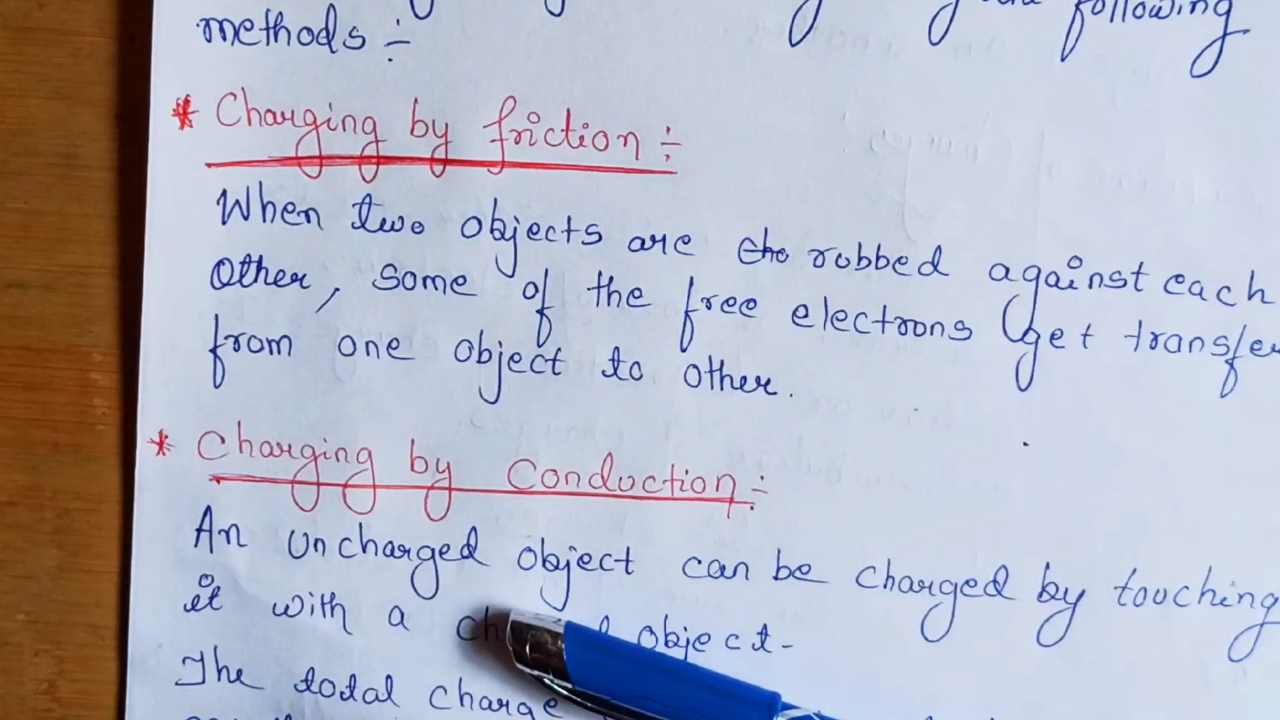 following
methods :-
* Charging by friction :-
When two objects are robbed against each
Other, some of the free electrons get transfer
from one object to other.
* Charging by Conduction :-
An uncharged object can be charged by touching
it with a object-
The total charge